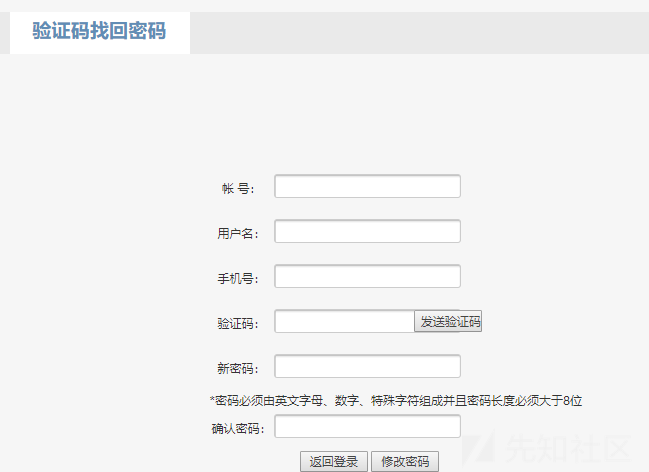 验证码找回密码
帐 号:
用户名:
手机号:
验证码: 发送验证码
新密码:
*密码必须由英文字母、数字、特殊字符组成并且密码长度必须大于8位
确认密码:
返回登录 修改密码
先知社区